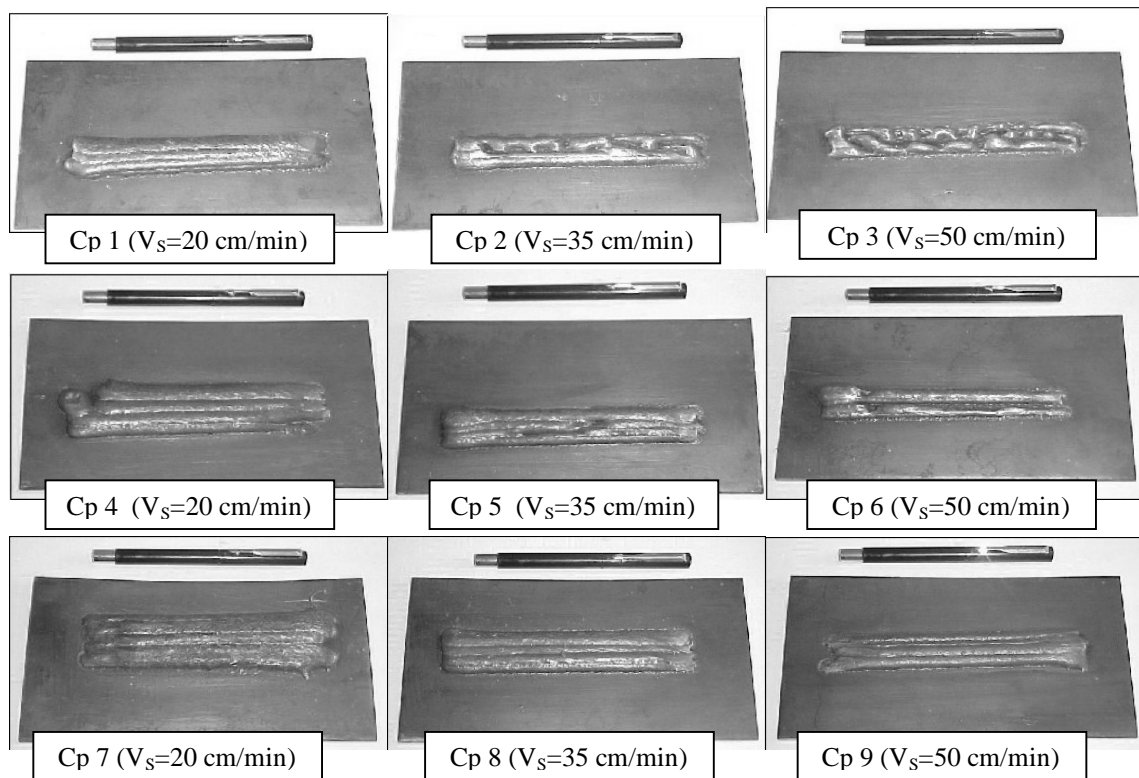 Cp 1 (V_S=20 cm/min)
Cp 2 (V_S=35 cm/min)
Cp 3 (V_S=50 cm/min)
Cp 4 (V_S=20 cm/min)
Cp 5 (V_S=35 cm/min)
Cp 6 (V_S=50 cm/min)
Cp 7 (V_S=20 cm/min)
Cp 8 (V_S=35 cm/min)
Cp 9 (V_S=50 cm/min)